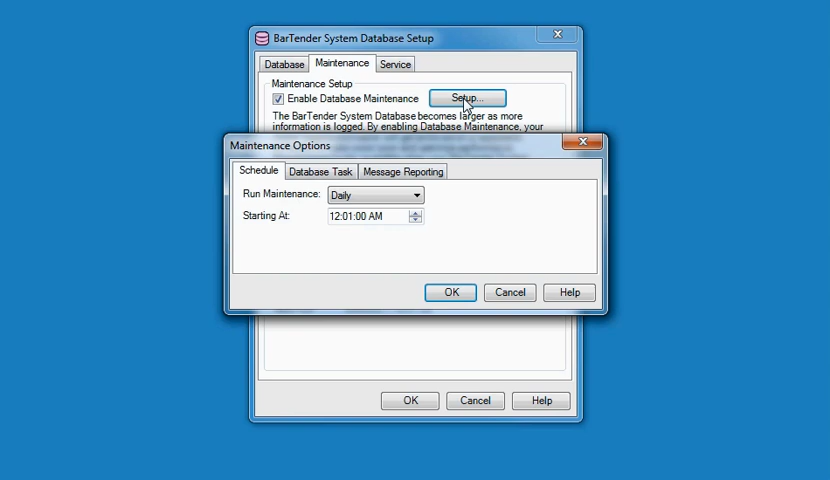 BarTender System Database Setup
Database Maintenance Service
Maintenance Setup
Enable Database Maintenance Setup...
The BarTender System Database becomes larger as more
information is logged. By enabling Database Maintenance, your
Maintenance Options
Schedule Database Task Message Reporting
Run Maintenance: Daily
Starting At: 12:01:00 AM
OK Cancel Help
OK Cancel Help